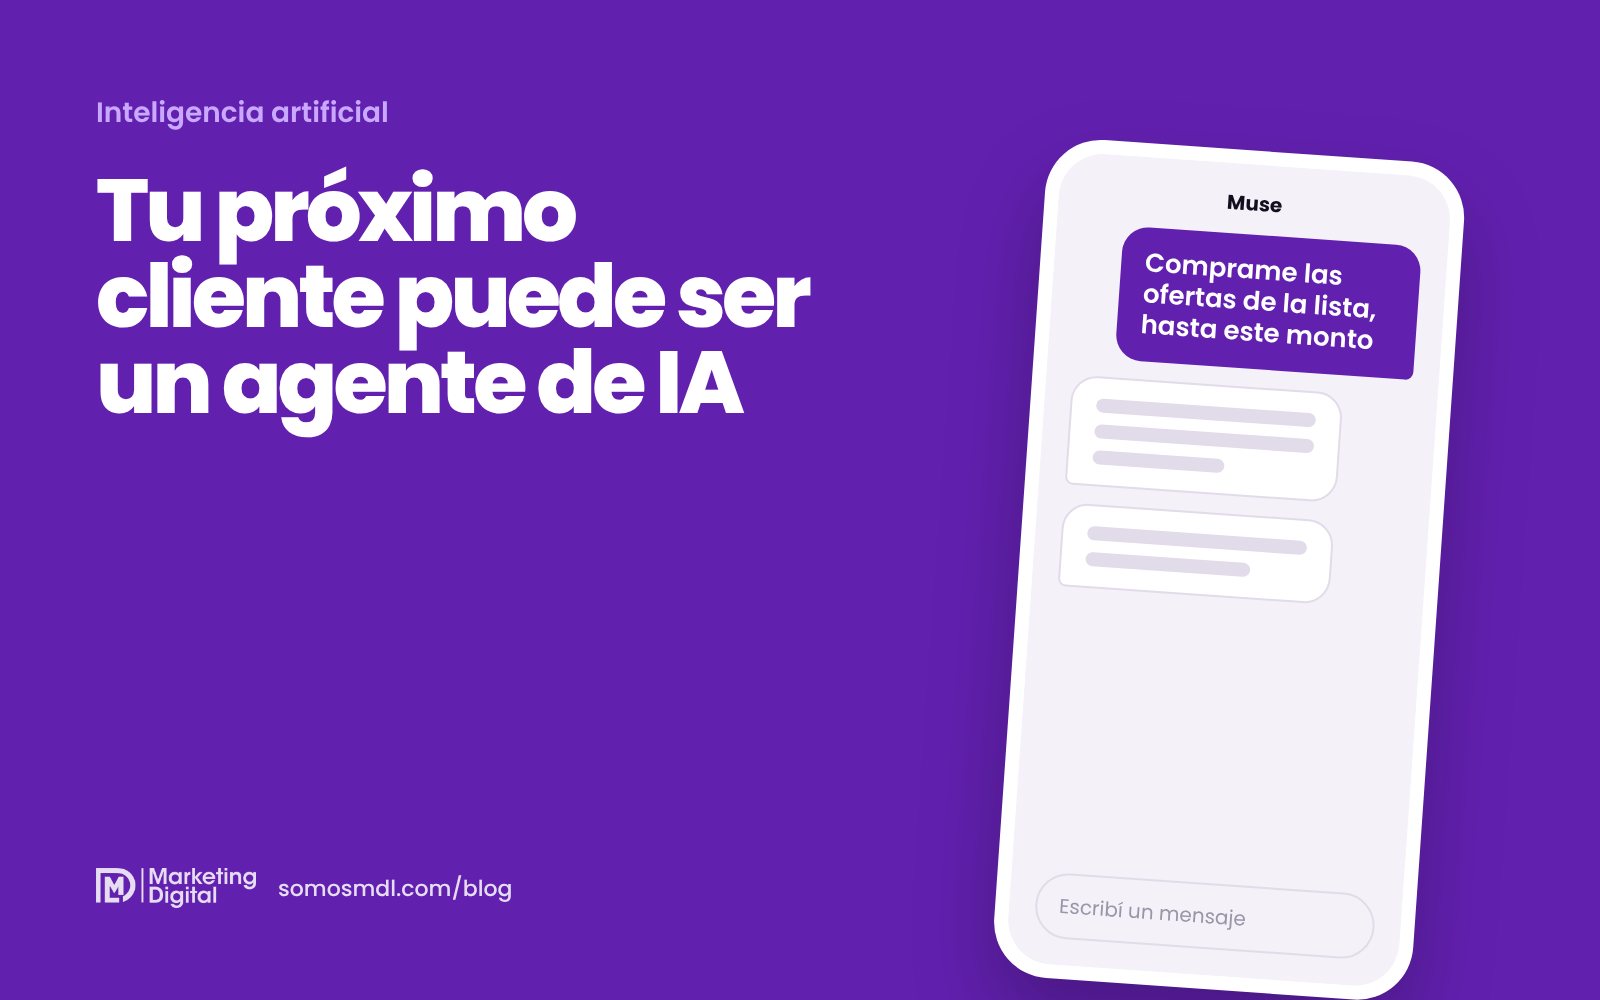 Inteligencia artificial
Tu próximo
cliente puede ser
un agente de IA
Muse
Comprame las
ofertas de la lista,
hasta este monto
Escribí un mensaje
Marketing
Digital
somosmdl.com/blog